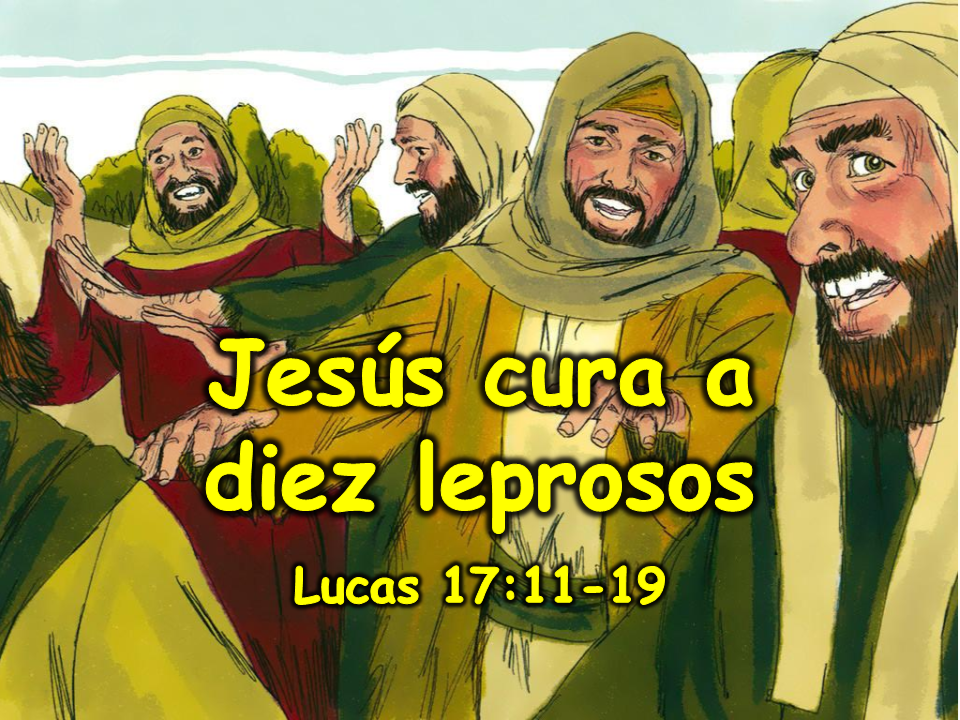 Jesús cura a
diez leprosos
Lucas 17:11-19